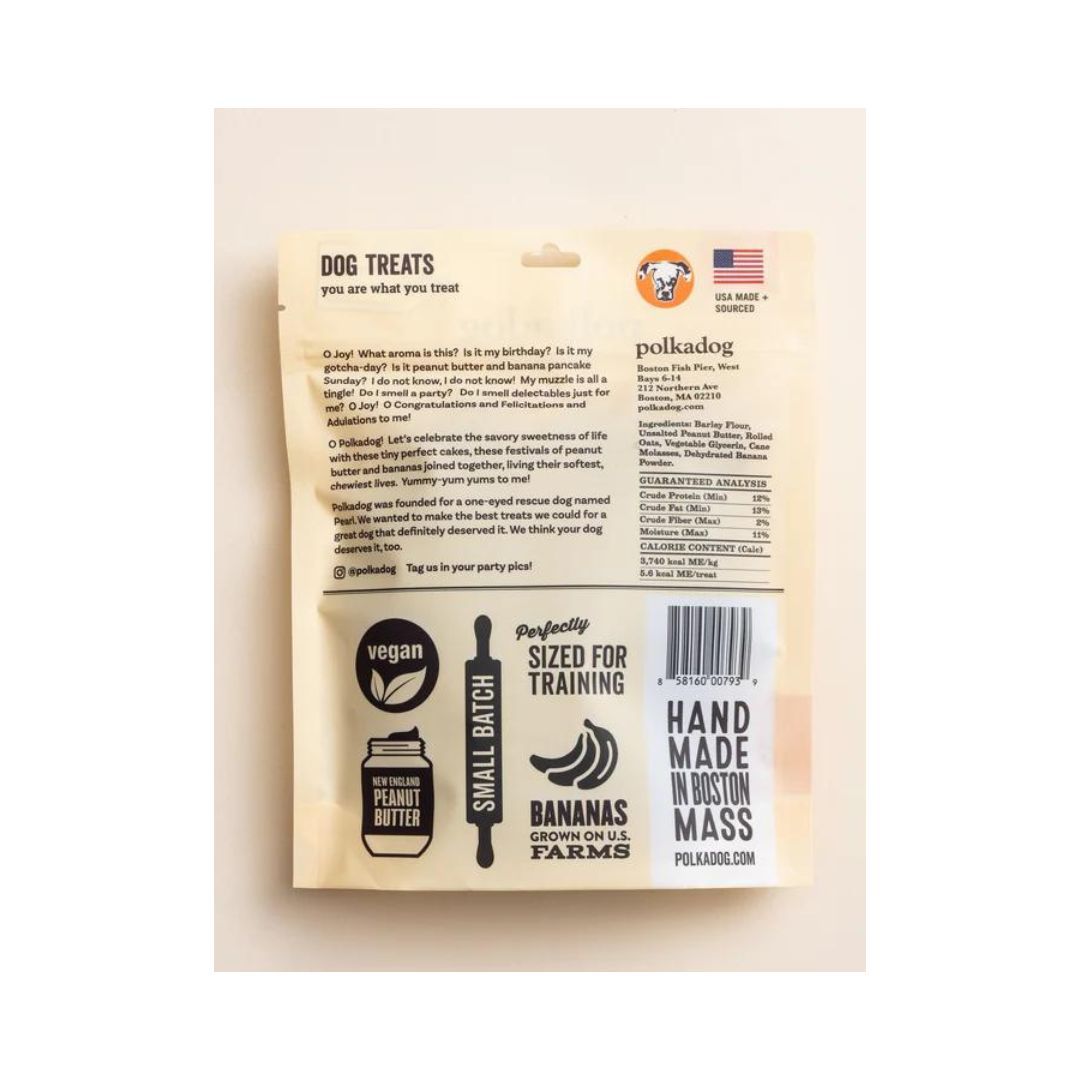 DOG TREATS
you are what you treat
USA MADE +
SOURCED
O Joy! What aroma is this? Is it my birthday? Is it my
gotcha-day? Is it peanut butter and banana pancake
Sunday? I do not know, I do not know! My muzzle is all a
tingle! Do I smell a party? Do I smell delectables just for
me? O Joy! O Congratulations and Felicitations and
Adulations to me!
O Polkadog! Let's celebrate the savory sweetness of life
with these tiny perfect cakes, these festivals of peanut
butter and bananas joined together, living their softest,
chewiest lives. Yummy-yum yums to me!
Polkadog was founded for a one-eyed rescue dog named
Pearl. We wanted to make the best treats we could for a
great dog that definitely deserved it. We think your dog
deserves it, too.
@polkadog Tag us in your party pics!
polkadog
Boston Fish Pier, West
Bays 6-14
212 Northern Ave
Boston, MA 02210
polkadog.com
Ingredients: Barley Flour,
Unsalted Peanut Butter, Rolled
Oats, Vegetable Glycerin, Cane
Molasses, Dehydrated Banana
Powder.
GUARANTEED ANALYSIS
Crude Protein (Min) 12%
Crude Fat (Min) 13%
Crude Fiber (Max) 2%
Moisture (Max) 11%
CALORIE CONTENT (Calc)
3,740 kcal ME/kg
5.6 kcal ME/treat
vegan
NEW ENGLAND
PEANUT
BUTTER
SMALL BATCH
Perfectly
SIZED FOR
TRAINING
BANANAS
GROWN ON U.S.
FARMS
8 58160 00793 9
HAND
MADE
IN BOSTON
MASS
POLKADOG.COM